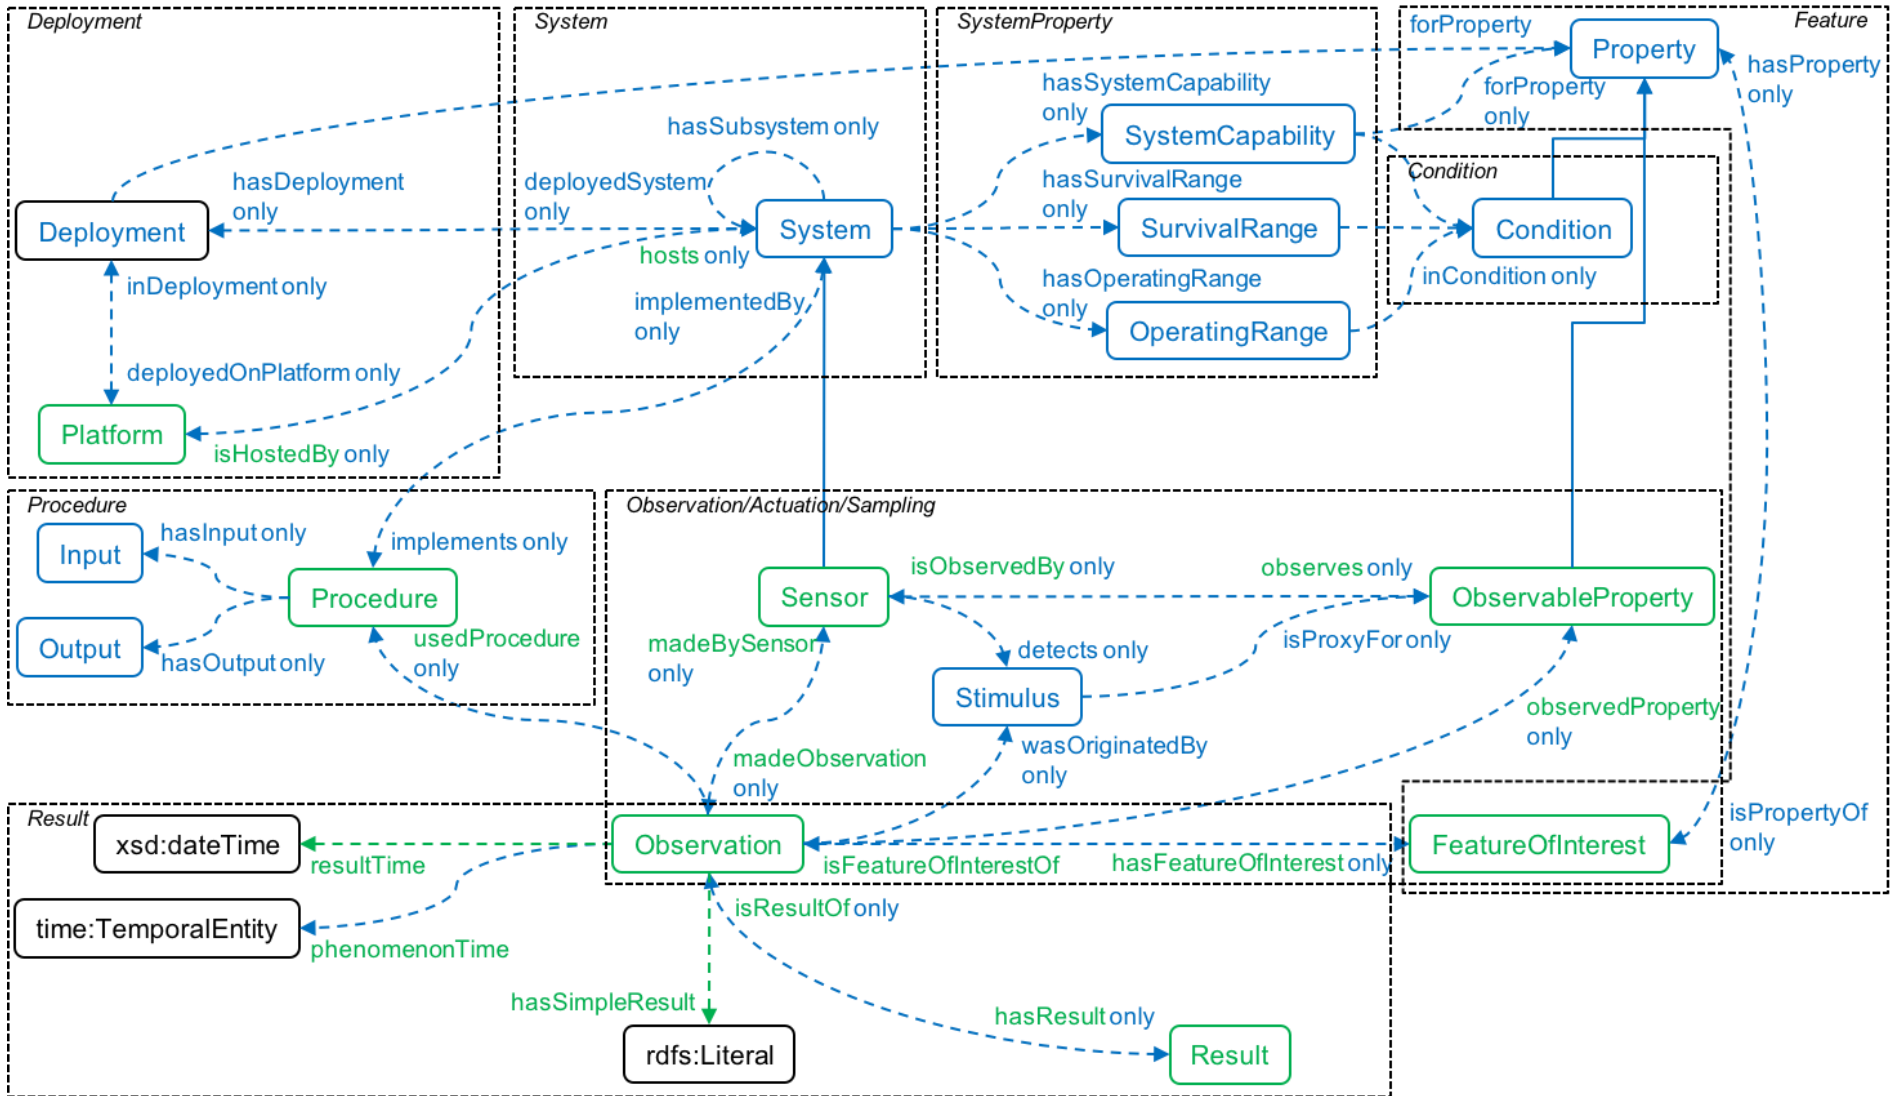 Deployment
System
SystemProperty
Feature
forProperty
Property
hasProperty
only
hasSystemCapability
only
forProperty
only
hasSubsystem only
SystemCapability
Condition
hasDeployment
only
deployedSystem
only
hasSurvivalRange
only
Deployment
System
SurvivalRange
Condition
hosts only
inDeployment only
hasOperatingRange
only
inCondition only
implementedBy
only
OperatingRange
deployedOnPlatform only
Platform
isHostedBy only
Procedure
Observation/Actuation/Sampling
Input
hasInput only
implements only
isObservedBy only
observes only
Procedure
Sensor
ObservableProperty
Output
hasOutput only
usedProcedure
only
madeBySensor
only
detects only
isProxyFor only
Stimulus
observedProperty
only
madeObservation
only
wasOriginatedBy
only
Result
isPropertyOf
only
xsd:dateTime
resultTime
Observation
isFeatureOfInterestOf
hasFeatureOfInterest only
FeatureOfInterest
isResultOf only
time:TemporalEntity
phenomenonTime
hasSimpleResult
hasResult only
rdfs:Literal
Result